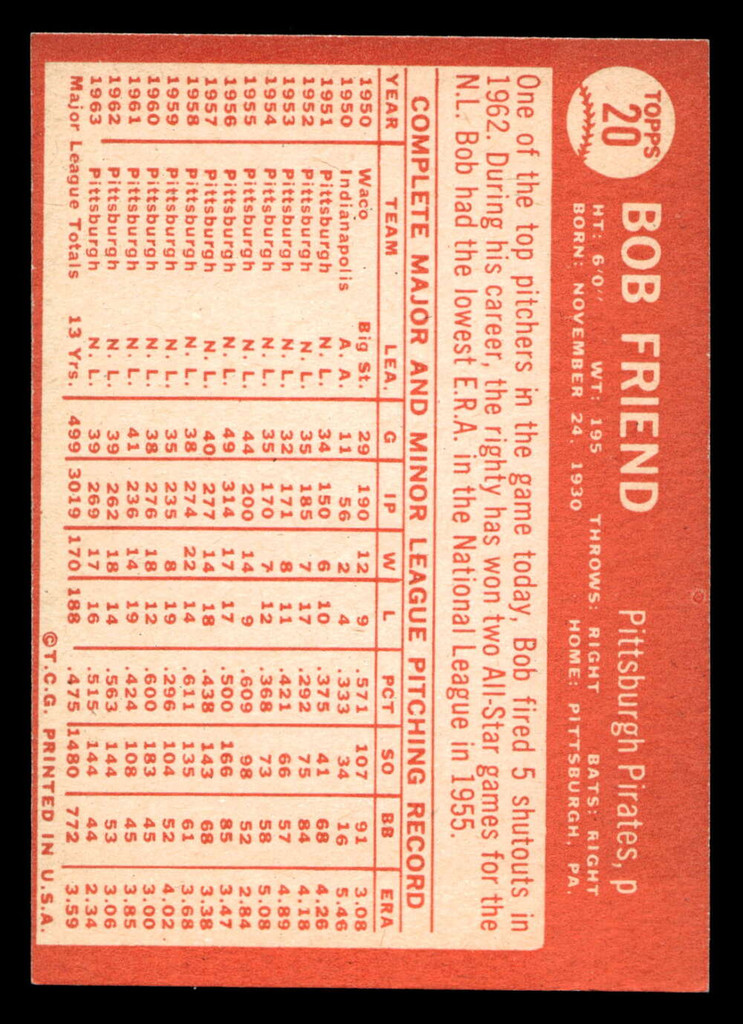 TOPPS
20
BOB FRIEND Pittsburgh Pirates, p
HT: 6'0" WT: 195 THROWS: RIGHT BATS: RIGHT
BORN: NOVEMBER 24, 1930 HOME: PITTSBURGH, PA.
One of the top pitchers in the game today, Bob fired 5 shutouts in
1962. During his career, the righty has won two All-Star games for the
N.L. Bob had the lowest E.R.A. in the National League in 1955.
COMPLETE MAJOR AND MINOR LEAGUE PITCHING RECORD
YEAR TEAM LEA. G IP W L PCT SO BB ERA
1950 Waco Big St. 29 190 12 9 .571 107 91 3.08
1950 Indianapolis A. A. 11 56 2 4 .333 34 16 5.46
1951 Pittsburgh N. L. 34 150 6 10 .375 41 68 4.26
1952 Pittsburgh N. L. 35 185 7 17 .292 75 84 4.18
1953 Pittsburgh N. L. 32 171 8 11 .421 66 57 4.89
1954 Pittsburgh N. L. 35 170 7 12 .368 73 58 5.08
1955 Pittsburgh N. L. 44 200 14 9 .609 98 52 2.84
1956 Pittsburgh N. L. 49 314 17 17 .500 166 85 3.47
1957 Pittsburgh N. L. 40 277 14 18 .438 143 68 3.38
1958 Pittsburgh N. L. 38 274 22 14 .611 135 61 3.68
1959 Pittsburgh N. L. 35 235 8 19 .296 104 52 4.02
1960 Pittsburgh N. L. 38 276 18 12 .600 183 45 3.00
1961 Pittsburgh N. L. 41 236 14 19 .424 108 45 3.85
1962 Pittsburgh N. L. 39 262 18 14 .563 144 53 3.06
1963 Pittsburgh N. L. 39 269 17 16 .515 144 44 2.34
Major League Totals 13 Yrs. 499 3019 170 188 .475 1480 772 3.59
©T.C.G. PRINTED IN U.S.A.